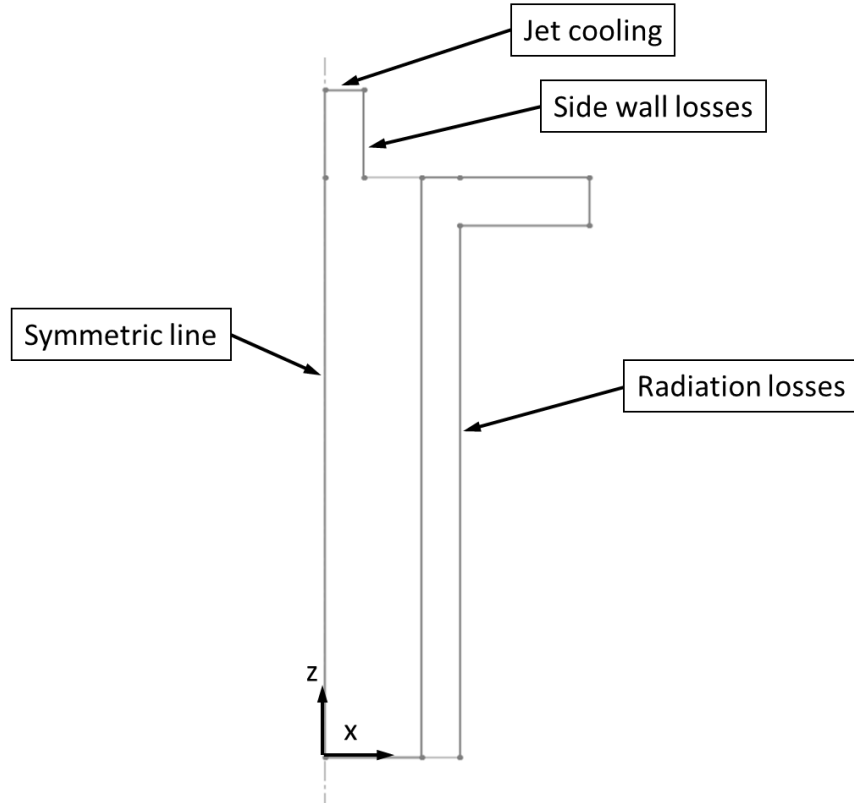 Jet cooling
Side wall losses
Symmetric line
Radiation losses
z
x